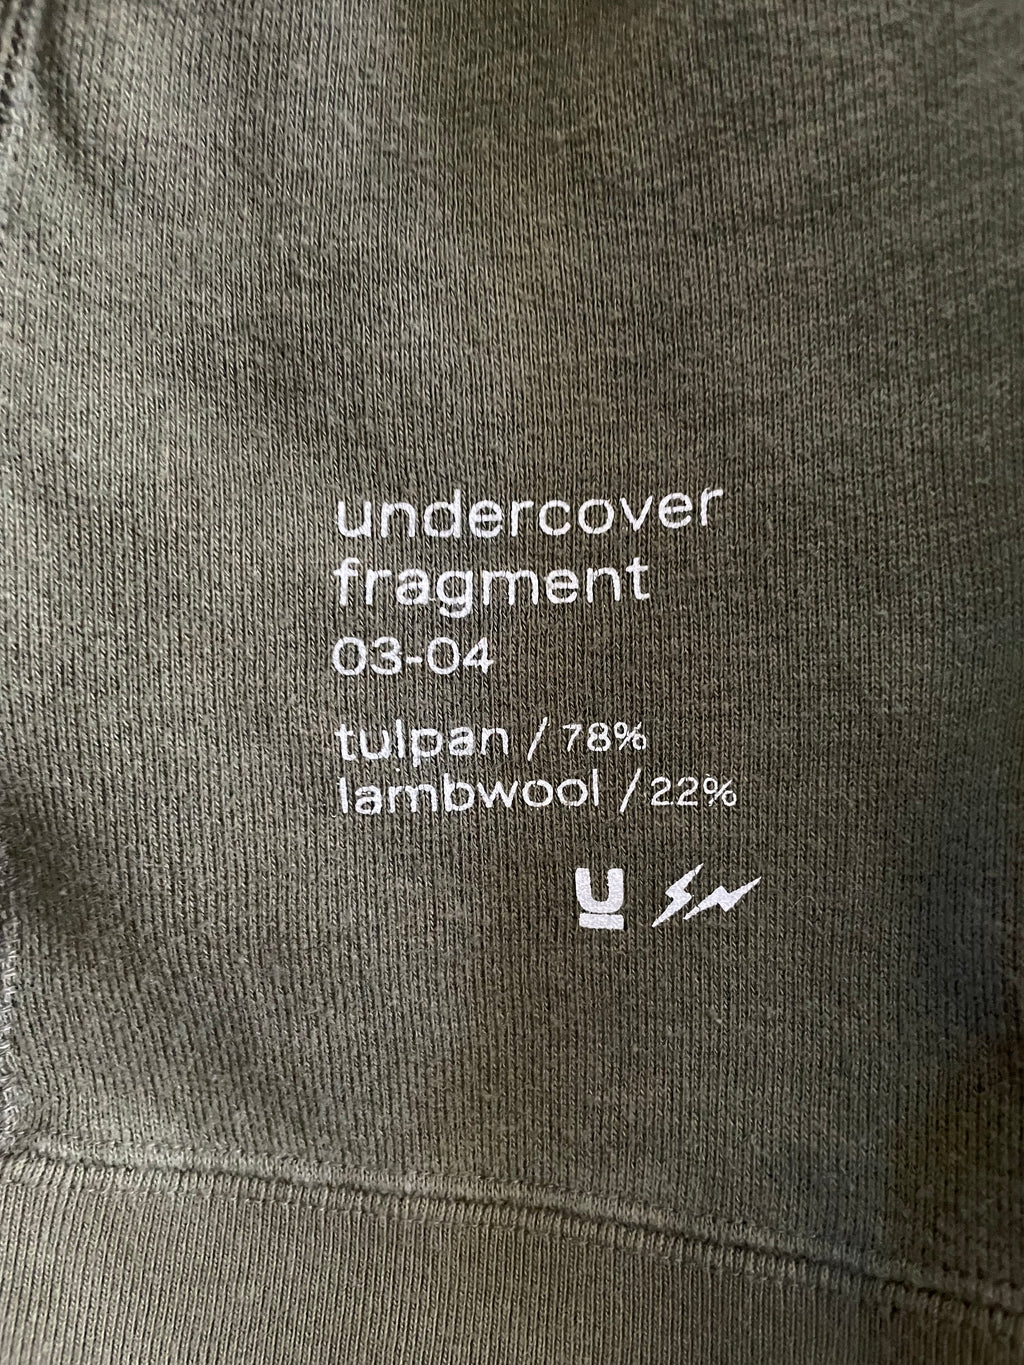 undercover
fragment
03-04
tulpan / 78%
lambwool / 22%
U